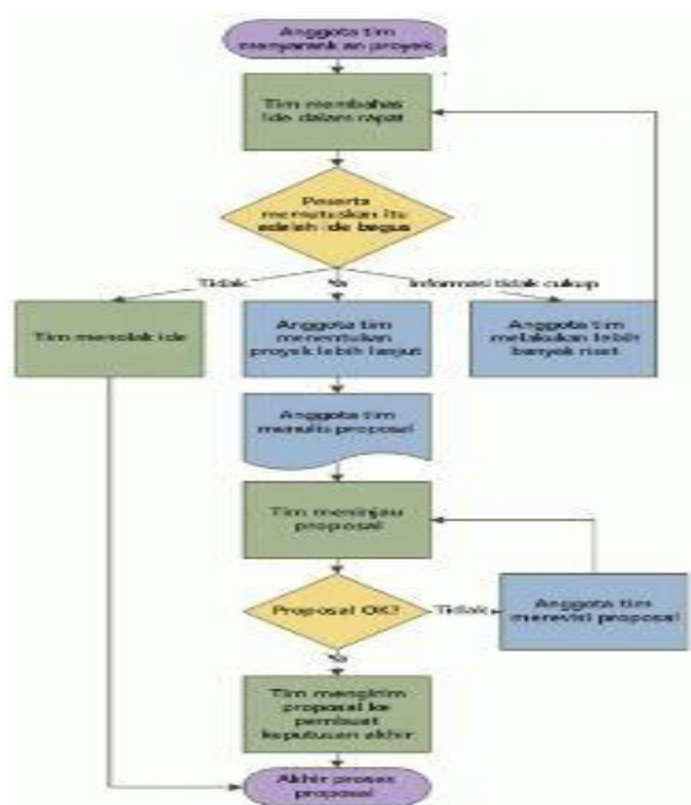 Anggota tim
menyarank an proyek
Tim membahas
ide dalam rapat
Peserta
memutuskan itu
adalah ide bagus
Tidak
Ya
Informasi tidak cukup
Tim menolak ide
Anggota tim
menentukan
proyek lebih lanjut
Anggota tim
melakukan lebih
banyak riset
Anggota tim
menulis proposal
Tim meninjau
proposal
Proposal OK?
Tidak
Anggota tim
merevisi proposal
Ya
Tim mengirim
proposal ke
pembuat
keputusan akhir
Akhir proses
proposal